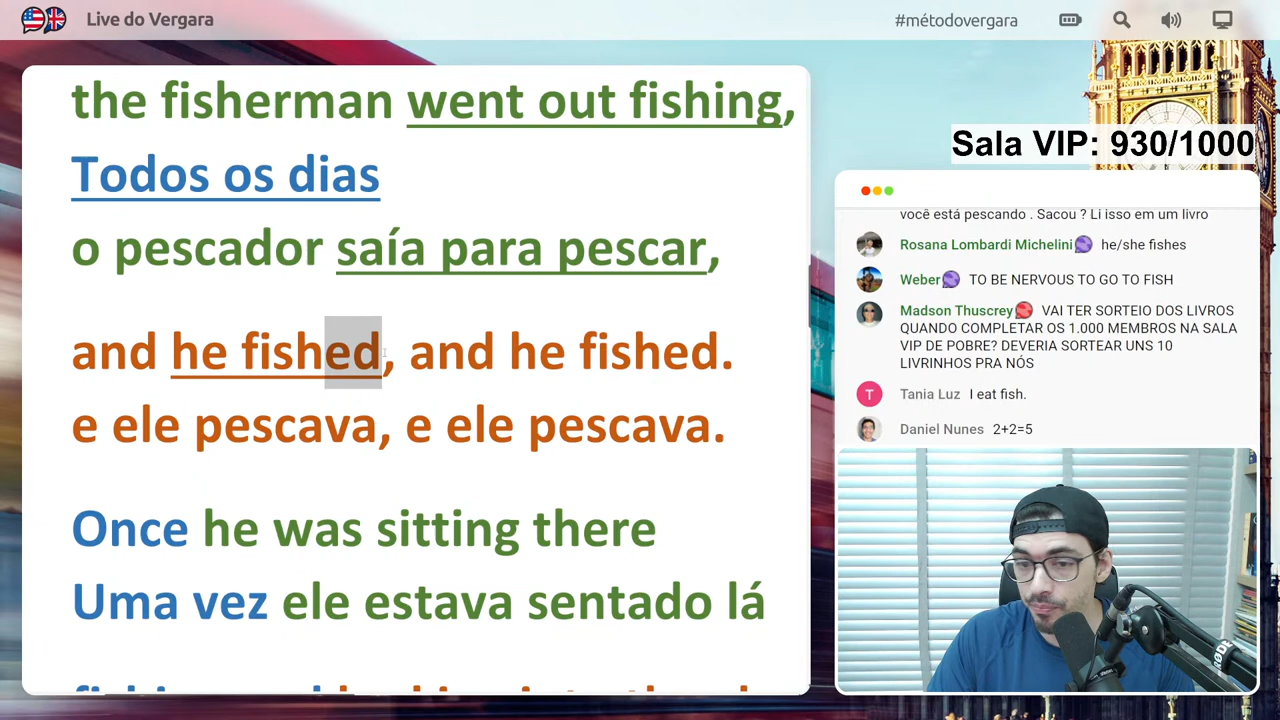 Live do Vergara
#métodovergara
the fisherman went out fishing,
Todos os dias
o pescador saía para pescar,
and he fished, and he fished.
e ele pescava, e ele pescava.
Once he was sitting there
Uma vez ele estava sentado lá
Sala VIP: 930/1000
você está pescando . Sacou ? Li isso em um livro
Rosana Lombardi Michelini he/she fishes
Weber TO BE NERVOUS TO GO TO FISH
Madson Thuscrey VAI TER SORTEIO DOS LIVROS
QUANDO COMPLETAR OS 1.000 MEMBROS NA SALA
VIP DE POBRE? DEVERIA SORTEAR UNS 10
LIVRINHOS PRA NÓS
T Tania Luz I eat fish.
Daniel Nunes 2+2=5
RØDE